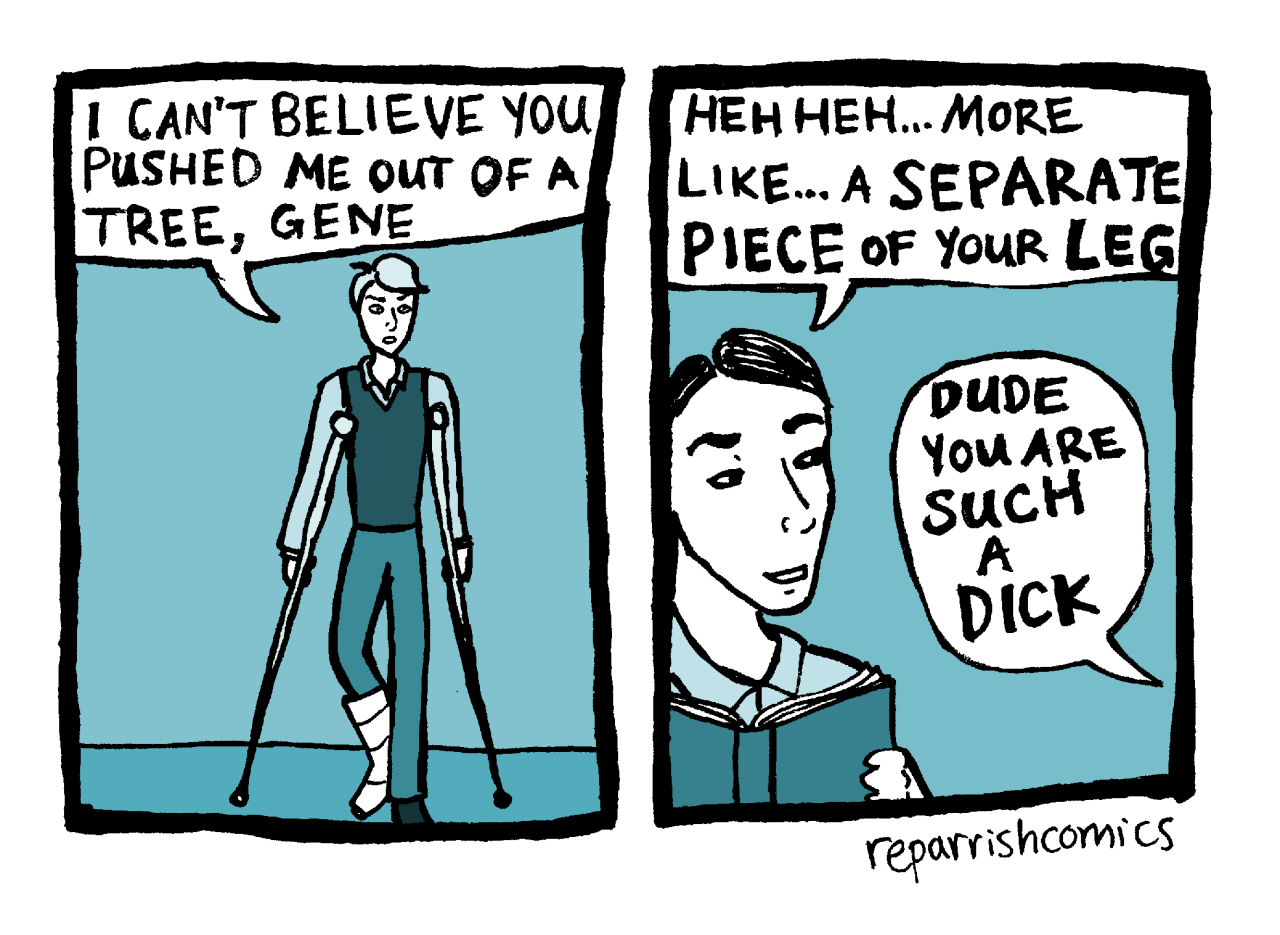 I CAN'T BELIEVE YOU
PUSHED ME OUT OF A
TREE, GENE
HEH HEH... MORE
LIKE... A SEPARATE
PIECE OF YOUR LEG
DUDE
YOU ARE
SUCH
A
DICK
reparrishcomics